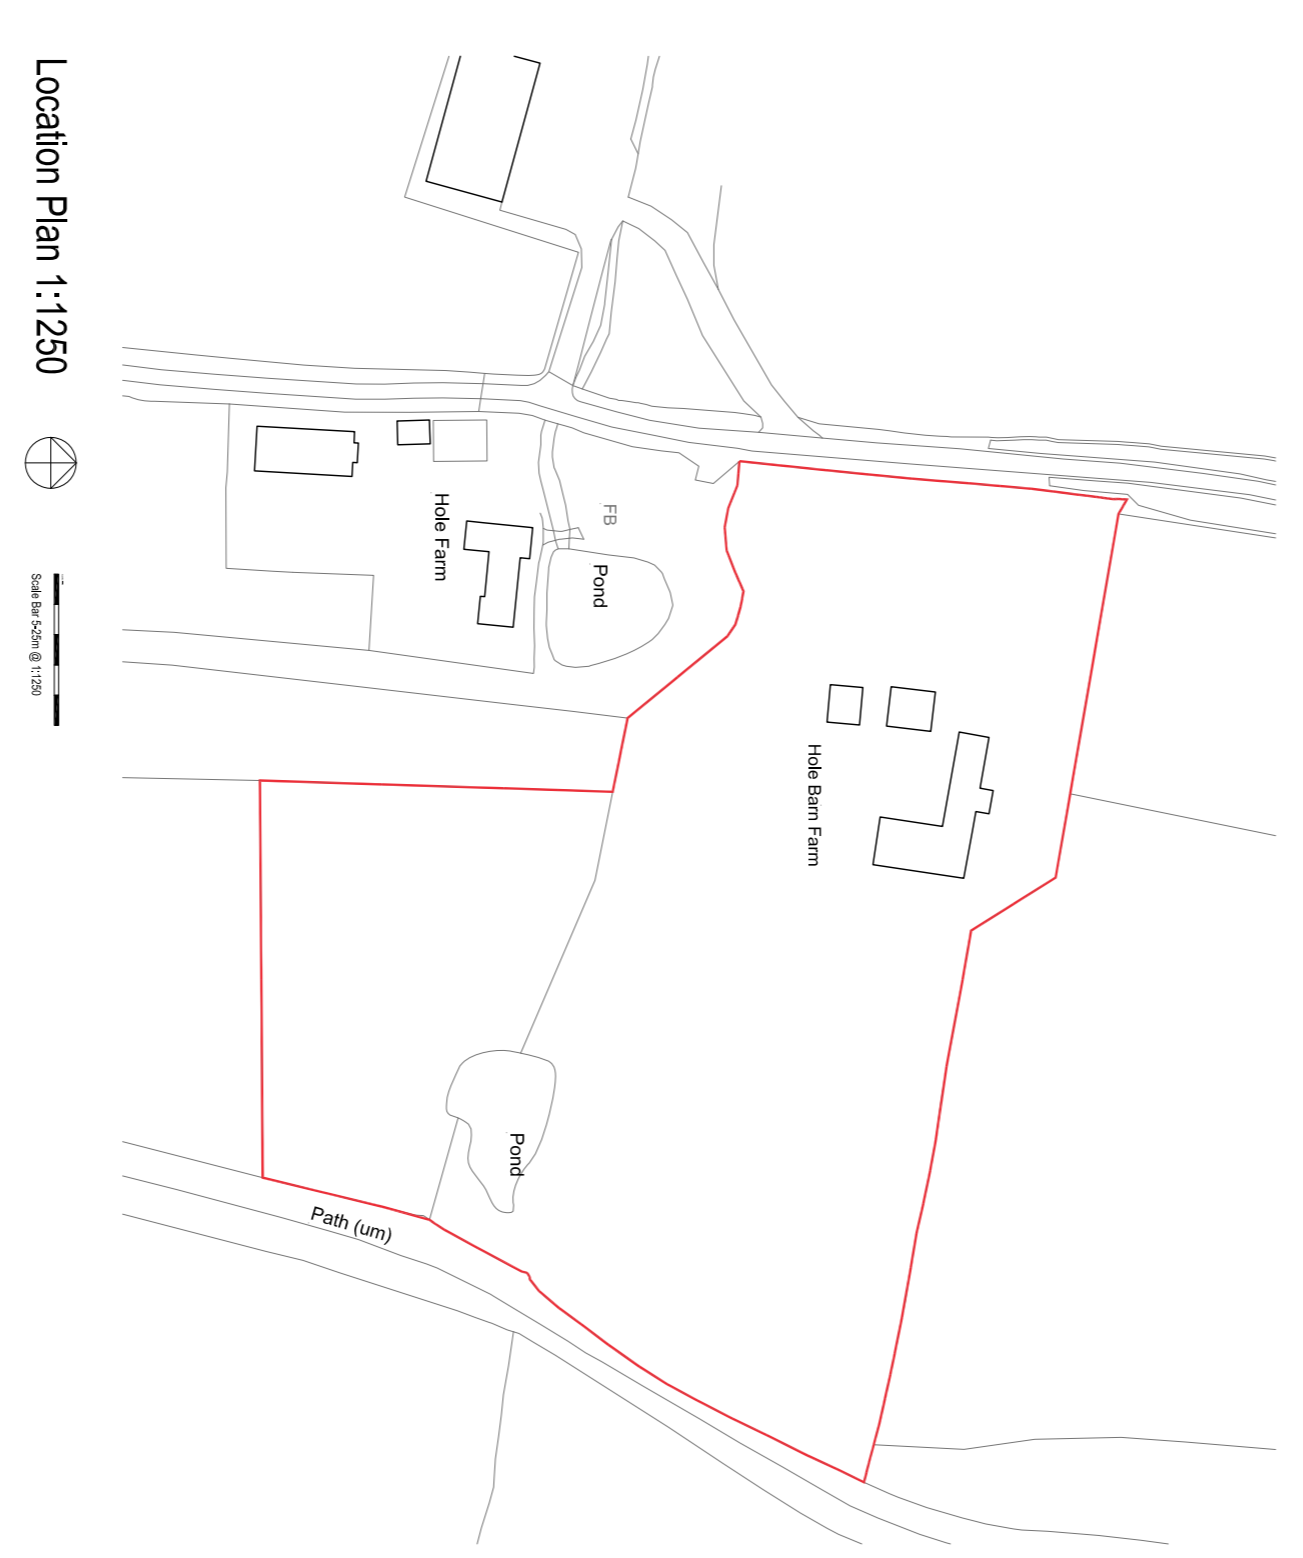 Location Plan 1:1250
Scale Bar 5-25m @ 1:1250
Hole Farm
FB
Pond
Hole Barn Farm
Pond
Path (um)